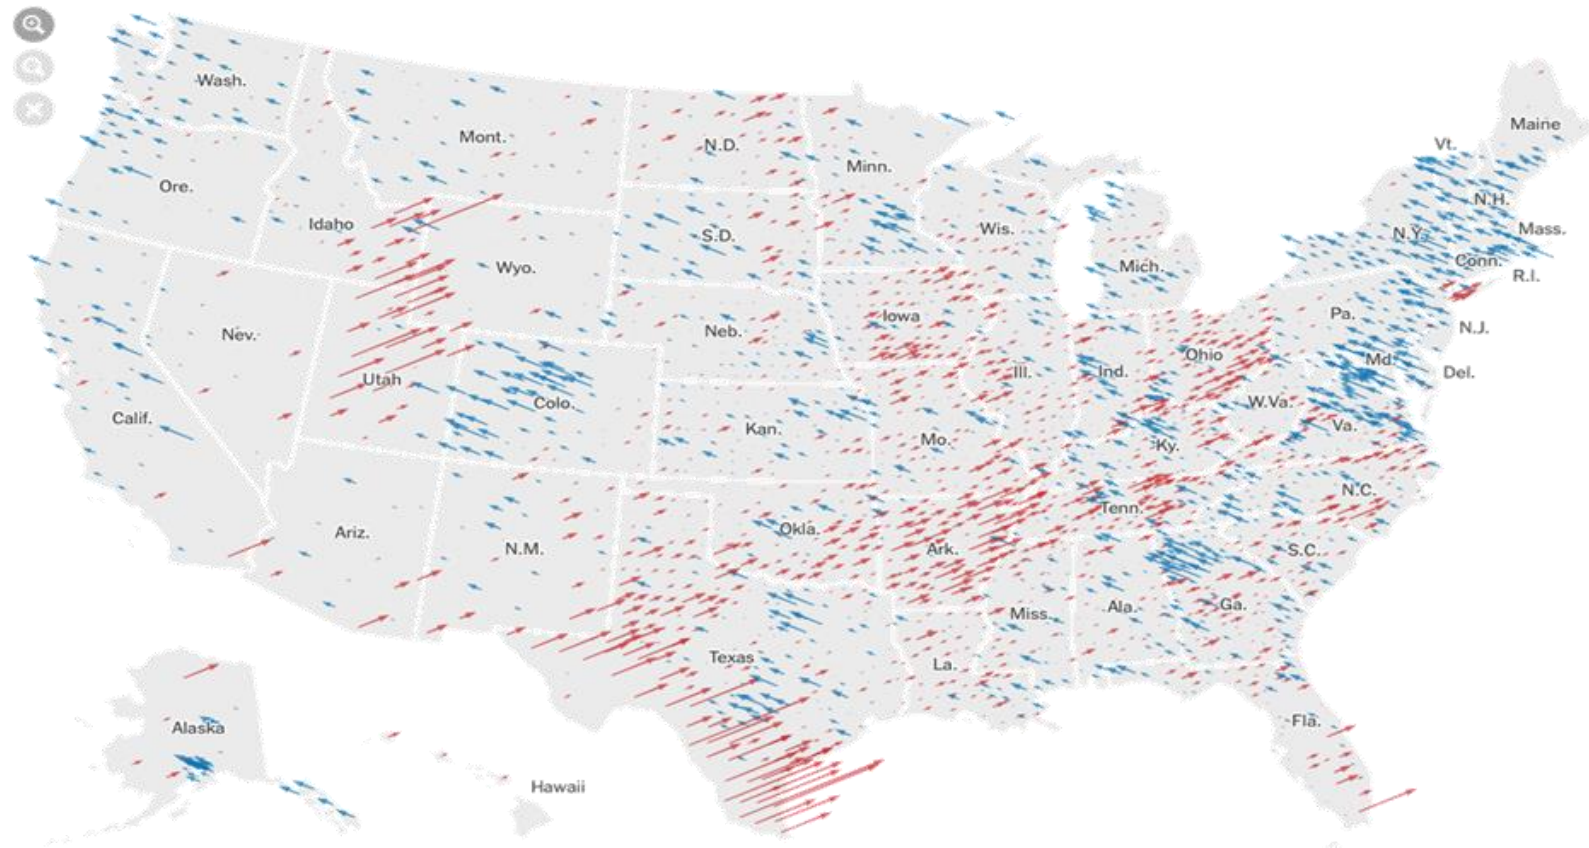 Wash.
Maine
Mont.
N.D.
Vt.
Minn.
Ore.
N.H.
Idaho
S.D.
Wis.
N.Y.
Mass.
Wyo.
Mich.
Conn.
R.I.
Nev.
Neb.
Iowa
Pa.
N.J.
Utah
Ill.
Ind.
Ohio
Md.
Del.
Calif.
Colo.
Kan.
Mo.
Ky.
W.Va.
Va.
Ariz.
N.M.
Okla.
Ark.
Tenn.
N.C.
S.C.
Texas
La.
Miss.
Ala.
Ga.
Alaska
Hawaii
Fla.